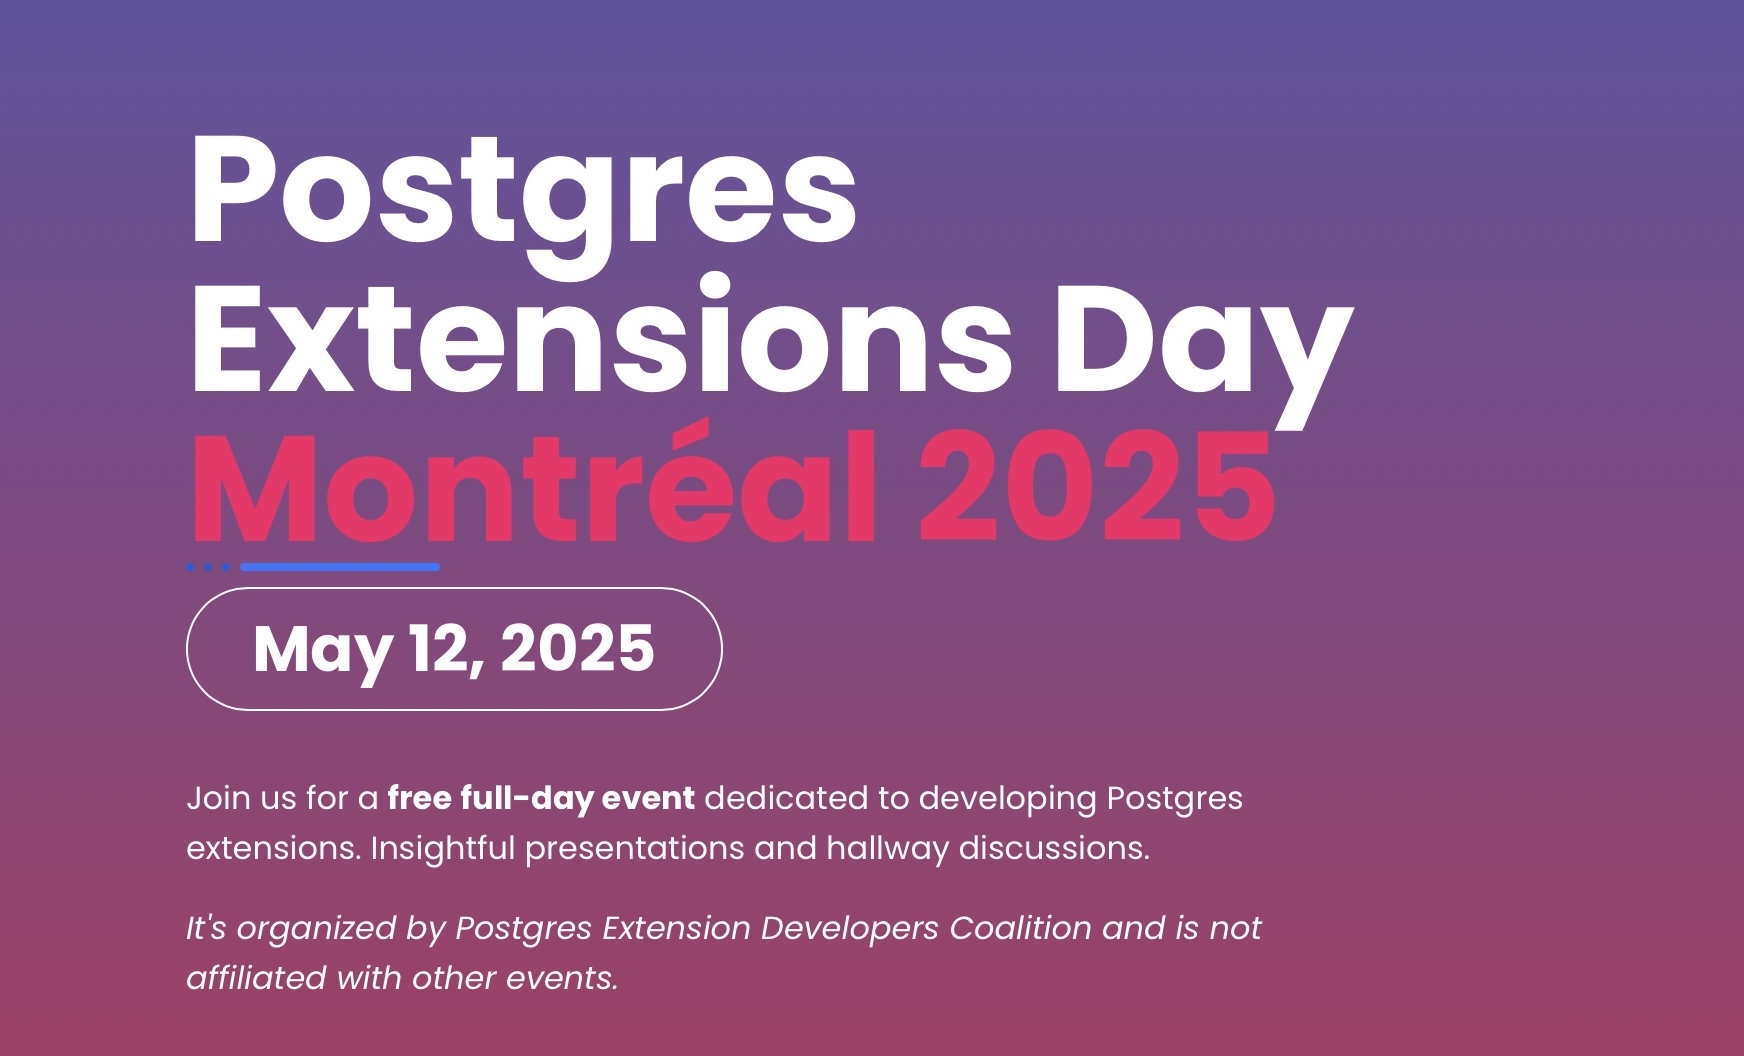 Postgres
Extensions Day
Montréal 2025
May 12, 2025
Join us for a free full-day event dedicated to developing Postgres
extensions. Insightful presentations and hallway discussions.
It's organized by Postgres Extension Developers Coalition and is not
affiliated with other events.